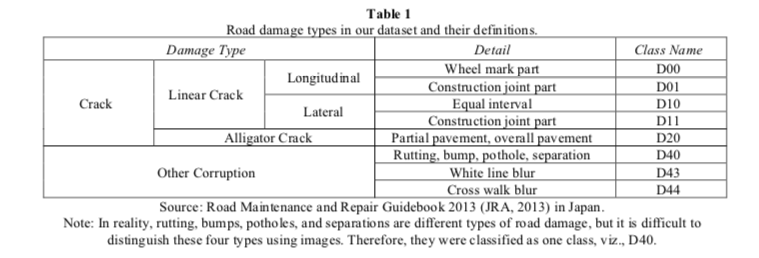 Table 1
Road damage types in our dataset and their definitions.
Damage Type Detail Class Name
Crack Linear Crack Longitudinal Wheel mark part D00
Construction joint part D01
Lateral Equal interval D10
Construction joint part D11
Alligator Crack Partial pavement, overall pavement D20
Other Corruption Rutting, bump, pothole, separation D40
White line blur D43
Cross walk blur D44
Source: Road Maintenance and Repair Guidebook 2013 (JRA, 2013) in Japan.
Note: In reality, rutting, bumps, potholes, and separations are different types of road damage, but it is difficult to
distinguish these four types using images. Therefore, they were classified as one class, viz., D40.